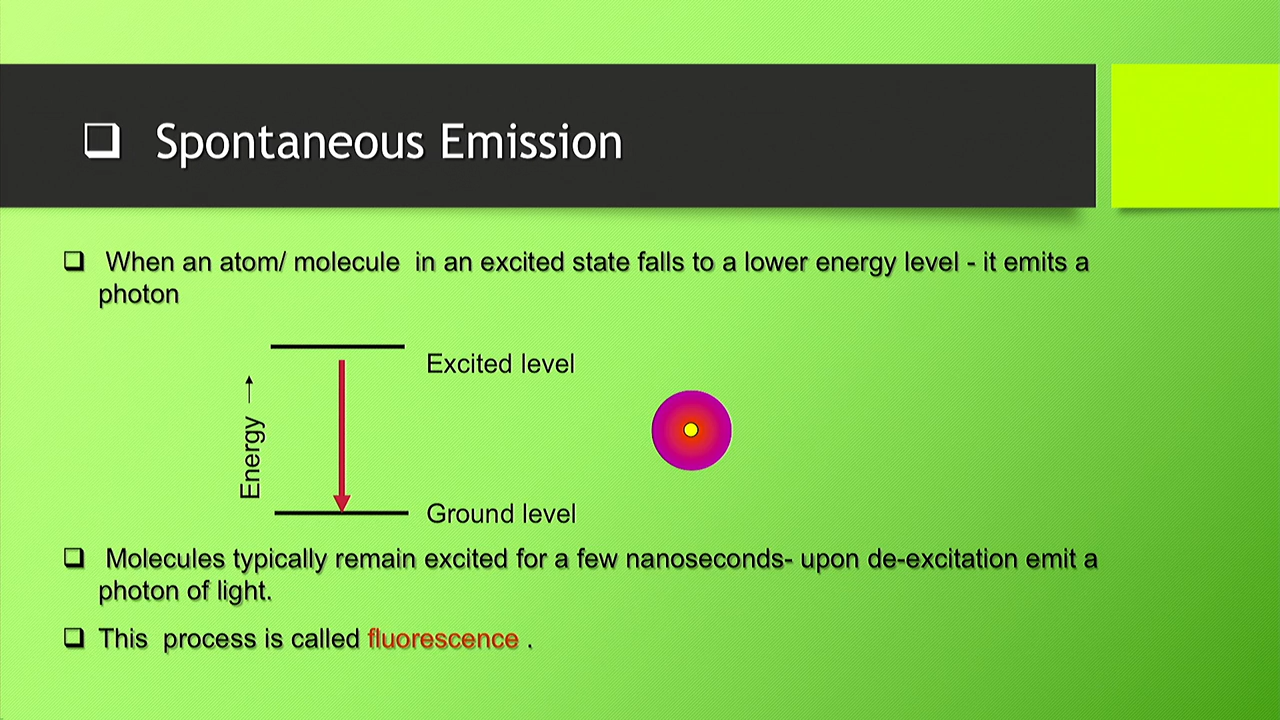 ❑ Spontaneous Emission
❑ When an atom/ molecule in an excited state falls to a lower energy level - it emits a
photon
Excited level
Energy →
Ground level
❑ Molecules typically remain excited for a few nanoseconds- upon de-excitation emit a
photon of light.
❑ This process is called fluorescence .